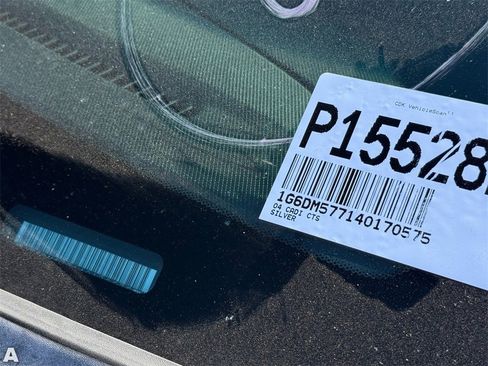 CDK VehicleScan
P15528
1G6DM577140170575
04 CADI CTS
SILVER
A